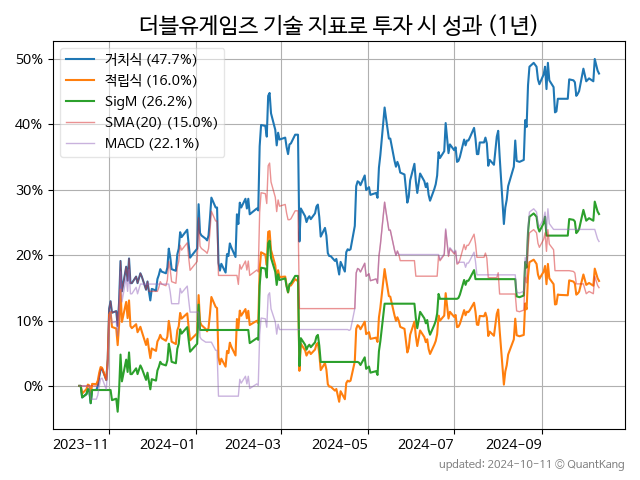 더블유게임즈 기술 지표로 투자 시 성과 (1년)
거치식 (47.7%)
적립식 (16.0%)
SigM (26.2%)
SMA(20) (15.0%)
MACD (22.1%)
50%
40%
30%
20%
10%
0%
2023-11 2024-01 2024-03 2024-05 2024-07 2024-09
updated: 2024-10-11 © QuantKang